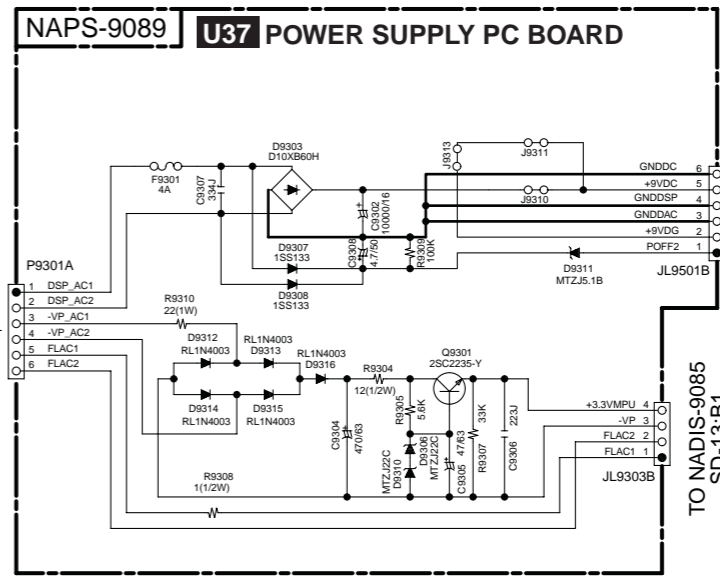 NAPS-9089
U37 POWER SUPPLY PC BOARD
D9303
D10XB60H
F9301
4A
C9307
334J
C9302
10000/16
C9308
4.7/50
R9309
100K
J9313
J9311
J9310
GNDDC 6
+9VDC 5
GNDDSP 4
GNDDAC 3
+9VDG 2
POFF2 1
JL9501B
D9307
1SS133
D9308
1SS133
D9311
MTZJ5.1B
P9301A
1 DSP_AC1
2 DSP_AC2
3 -VP_AC1
4 -VP_AC2
5 FLAC1
6 FLAC2
R9310
22(1W)
D9312
RL1N4003
RL1N4003
D9313
RL1N4003
D9316
D9314
RL1N4003
D9315
RL1N4003
R9304
12(1/2W)
Q9301
2SC2235-Y
R9305
5.6K
C9304
470/63
MTZJ22C
D9310
D9306
MTZJ22C
C9305
47/63
R9307
33K
C9306
223J
R9308
1(1/2W)
+3.3VMPU 4
-VP 3
FLAC2 2
FLAC1 1
JL9303B
TO NADIS-9085
SD-13:B1